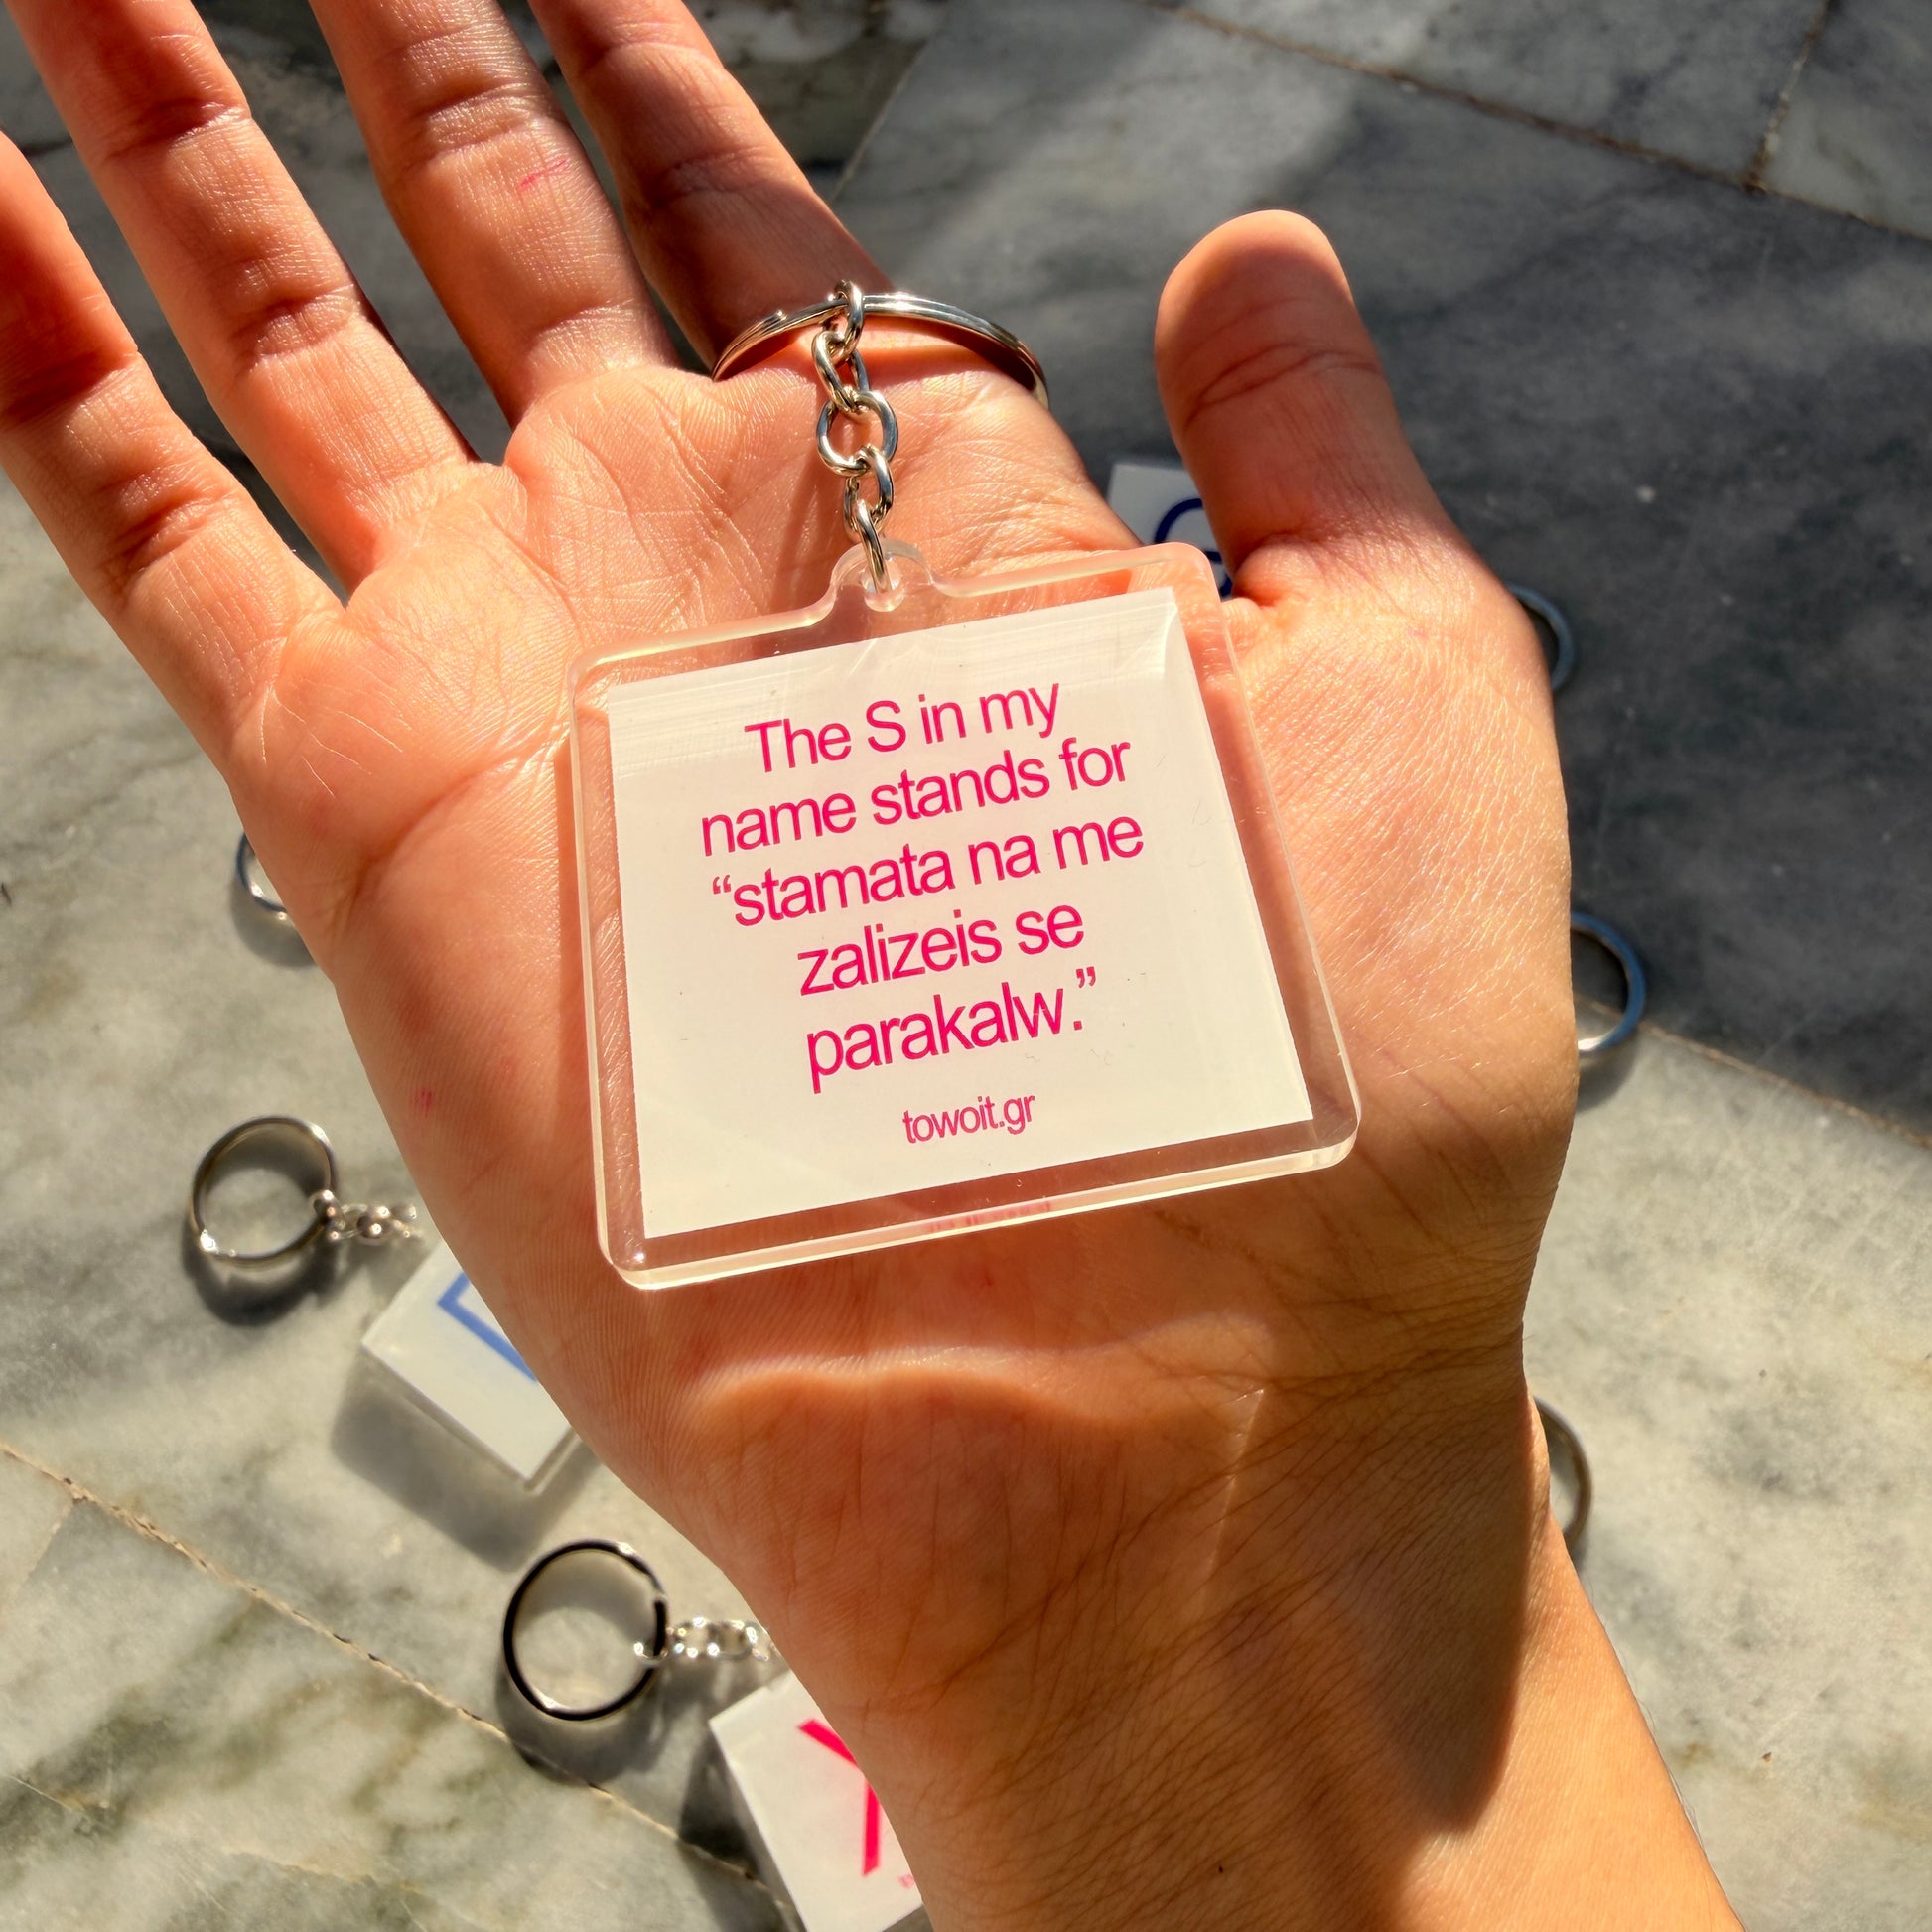 The S in my
name stands for
“stamata na me
zalizeis se
parakalw.”
towoit.gr